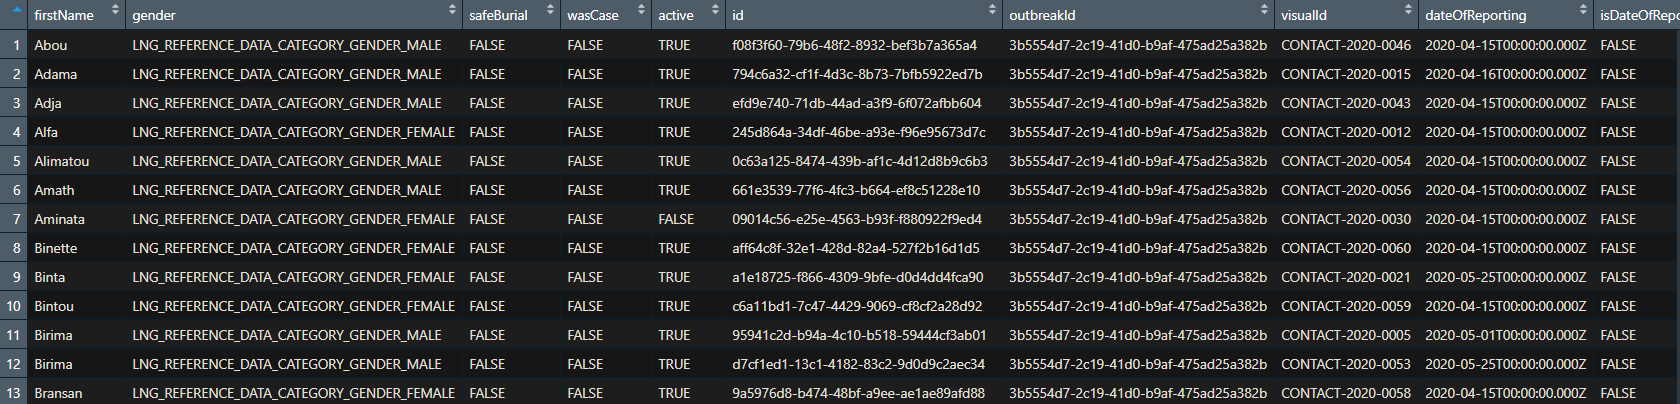 firstName gender safeBurial wasCase active id outbreakId visualId dateOfReporting isDateOfRepo
1 Abou LNG_REFERENCE_DATA_CATEGORY_GENDER_MALE FALSE FALSE TRUE f08f3f60-79b6-48f2-8932-bef3b7a365a4 3b5554d7-2c19-41d0-b9af-475ad25a382b CONTACT-2020-0046 2020-04-15T00:00:00.000Z FALSE
2 Adama LNG_REFERENCE_DATA_CATEGORY_GENDER_MALE FALSE FALSE TRUE 794c6a32-cf1f-4d3c-8b73-7bfb5922ed7b 3b5554d7-2c19-41d0-b9af-475ad25a382b CONTACT-2020-0015 2020-04-16T00:00:00.000Z FALSE
3 Adja LNG_REFERENCE_DATA_CATEGORY_GENDER_MALE FALSE FALSE TRUE efd9e740-71db-44ad-a3f9-6f072afbb604 3b5554d7-2c19-41d0-b9af-475ad25a382b CONTACT-2020-0043 2020-04-15T00:00:00.000Z FALSE
4 Alfa LNG_REFERENCE_DATA_CATEGORY_GENDER_FEMALE FALSE FALSE TRUE 245d864a-34df-46be-a93e-f96e95673d7c 3b5554d7-2c19-41d0-b9af-475ad25a382b CONTACT-2020-0012 2020-04-15T00:00:00.000Z FALSE
5 Alimatou LNG_REFERENCE_DATA_CATEGORY_GENDER_MALE FALSE FALSE TRUE 0c63a125-8474-439b-af1c-4d12d8b9c6b3 3b5554d7-2c19-41d0-b9af-475ad25a382b CONTACT-2020-0054 2020-04-15T00:00:00.000Z FALSE
6 Amath LNG_REFERENCE_DATA_CATEGORY_GENDER_MALE FALSE FALSE TRUE 661e3539-77f6-4fc3-b664-ef8c51228e10 3b5554d7-2c19-41d0-b9af-475ad25a382b CONTACT-2020-0056 2020-04-15T00:00:00.000Z FALSE
7 Aminata LNG_REFERENCE_DATA_CATEGORY_GENDER_FEMALE FALSE FALSE FALSE 09014c56-e25e-4563-b93f-f880922f9ed4 3b5554d7-2c19-41d0-b9af-475ad25a382b CONTACT-2020-0030 2020-04-15T00:00:00.000Z FALSE
8 Binette LNG_REFERENCE_DATA_CATEGORY_GENDER_FEMALE FALSE FALSE TRUE aff64c8f-32e1-428d-82a4-527f2b16d1d5 3b5554d7-2c19-41d0-b9af-475ad25a382b CONTACT-2020-0060 2020-04-15T00:00:00.000Z FALSE
9 Binta LNG_REFERENCE_DATA_CATEGORY_GENDER_FEMALE FALSE FALSE TRUE a1e18725-f866-4309-9bfe-d0d4dd4fca90 3b5554d7-2c19-41d0-b9af-475ad25a382b CONTACT-2020-0021 2020-05-25T00:00:00.000Z FALSE
10 Bintou LNG_REFERENCE_DATA_CATEGORY_GENDER_FEMALE FALSE FALSE TRUE c6a11bd1-7c47-4429-9069-cf8cf2a28d92 3b5554d7-2c19-41d0-b9af-475ad25a382b CONTACT-2020-0059 2020-04-15T00:00:00.000Z FALSE
11 Birima LNG_REFERENCE_DATA_CATEGORY_GENDER_MALE FALSE FALSE TRUE 95941c2d-b94a-4c10-b518-59444cf3ab01 3b5554d7-2c19-41d0-b9af-475ad25a382b CONTACT-2020-0005 2020-05-01T00:00:00.000Z FALSE
12 Birima LNG_REFERENCE_DATA_CATEGORY_GENDER_MALE FALSE FALSE TRUE d7cf1ed1-13c1-4182-83c2-9d0d9c2aec34 3b5554d7-2c19-41d0-b9af-475ad25a382b CONTACT-2020-0053 2020-05-25T00:00:00.000Z FALSE
13 Bransan LNG_REFERENCE_DATA_CATEGORY_GENDER_FEMALE FALSE FALSE TRUE 9a5976d8-b474-48bf-a9ee-ae1ae89afd88 3b5554d7-2c19-41d0-b9af-475ad25a382b CONTACT-2020-0058 2020-04-15T00:00:00.000Z FALSE